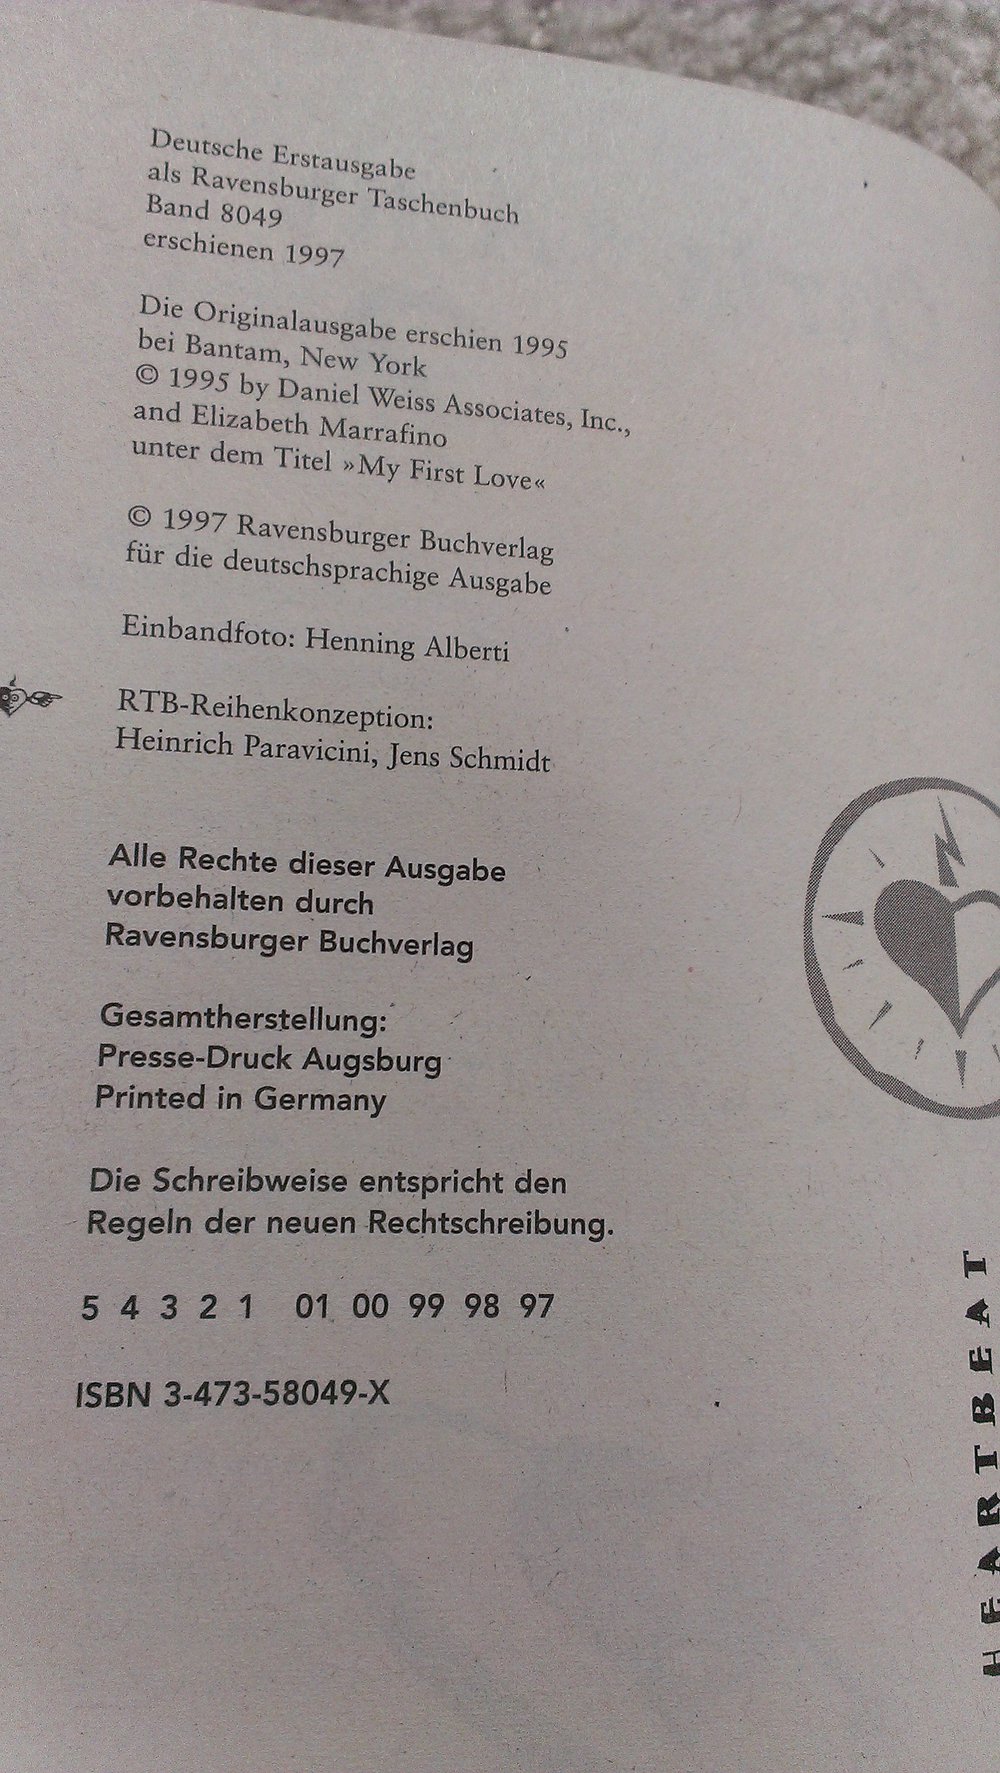 Deutsche Erstausgabe
als Ravensburger Taschenbuch
Band 8049
erschienen 1997
Die Originalausgabe erschien 1995
bei Bantam, New York
© 1995 by Daniel Weiss Associates, Inc.,
and Elizabeth Marrafino
unter dem Titel »My First Love«
© 1997 Ravensburger Buchverlag
für die deutschsprachige Ausgabe
Einbandfoto: Henning Alberti
RTB-Reihenkonzeption:
Heinrich Paravicini, Jens Schmidt
Alle Rechte dieser Ausgabe
vorbehalten durch
Ravensburger Buchverlag
Gesamtherstellung:
Presse-Druck Augsburg
Printed in Germany
Die Schreibweise entspricht den
Regeln der neuen Rechtschreibung.
5 4 3 2 1 01 00 99 98 97
ISBN 3-473-58049-X
HEARTBEAT